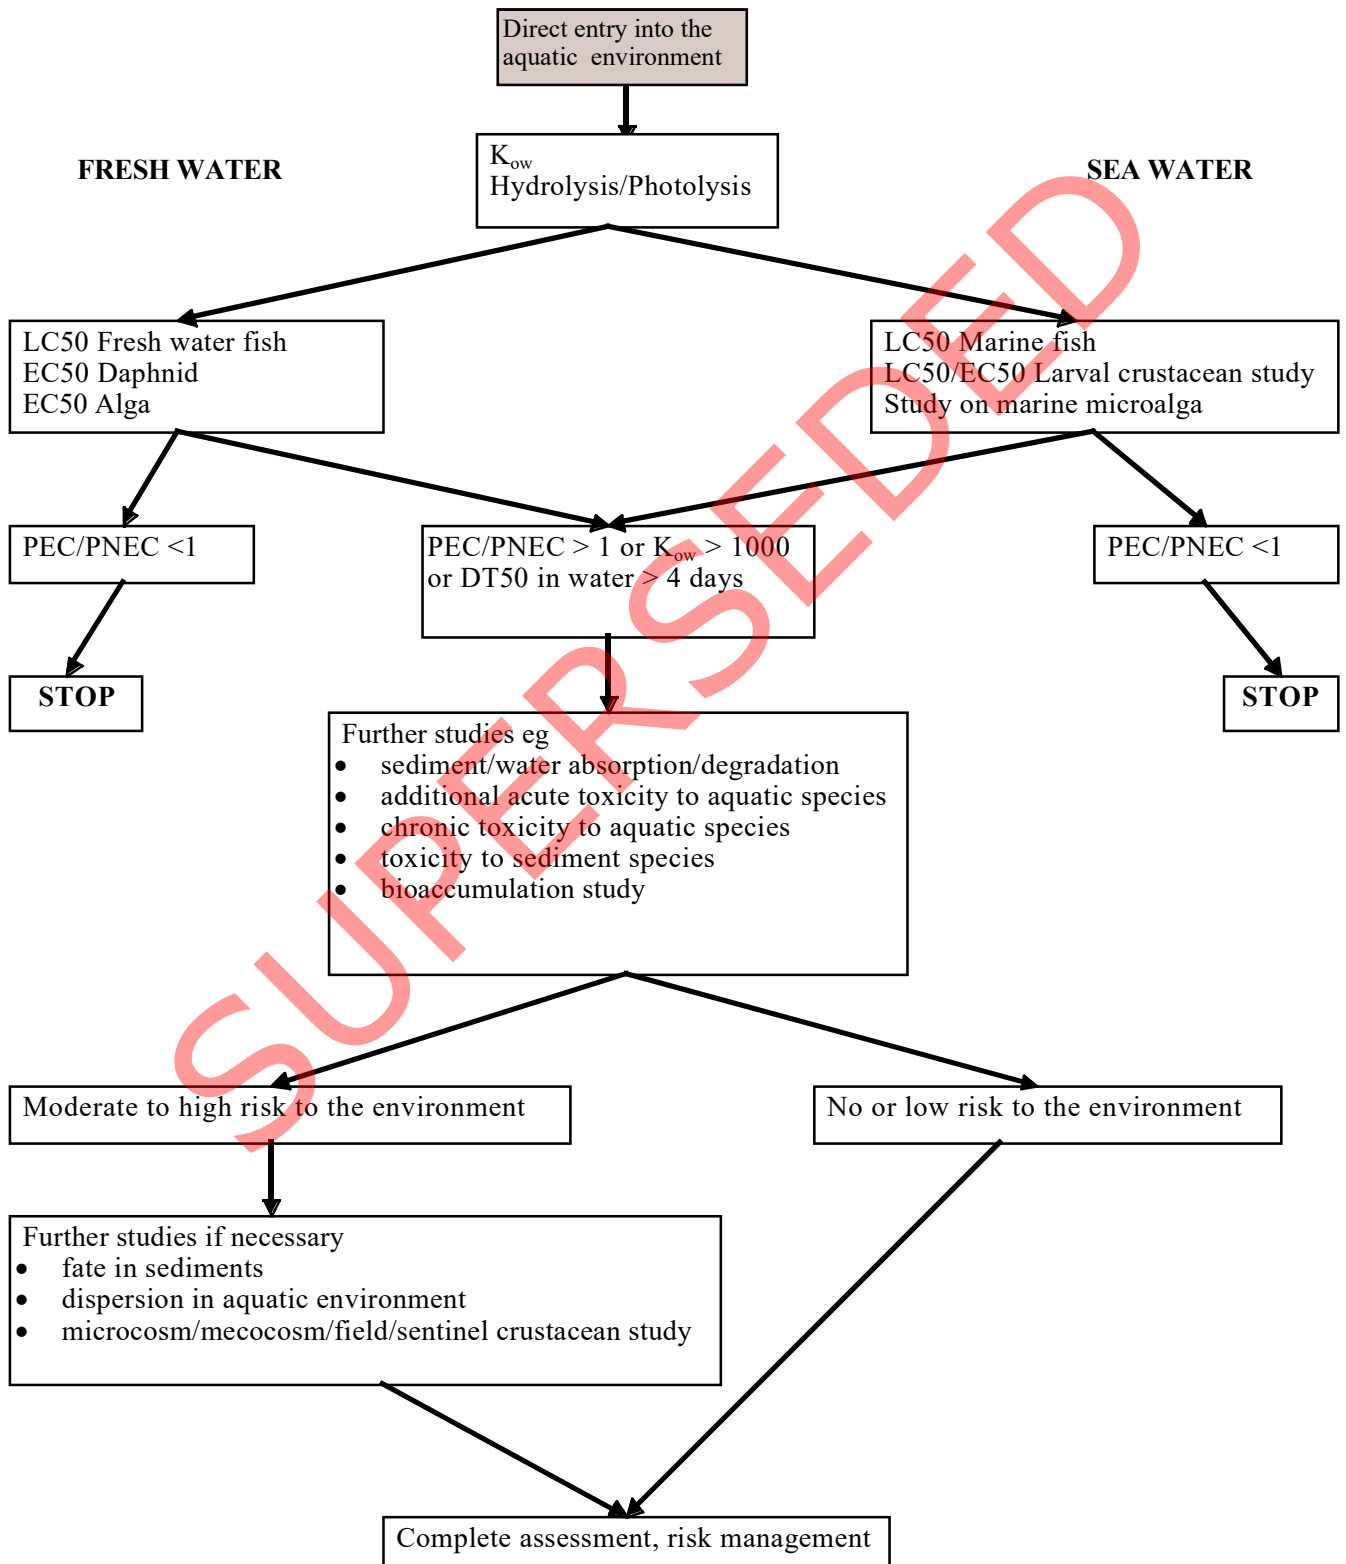 Direct entry into the
aquatic environment
FRESH WATER
K_ow
Hydrolysis/Photolysis
SEA WATER
LC50 Fresh water fish
EC50 Daphnid
EC50 Alga
LC50 Marine fish
LC50/EC50 Larval crustacean study
Study on marine microalga
PEC/PNEC <1
PEC/PNEC > 1 or K_ow > 1000
or DT50 in water > 4 days
PEC/PNEC <1
STOP
STOP
Further studies eg
• sediment/water absorption/degradation
• additional acute toxicity to aquatic species
• chronic toxicity to aquatic species
• toxicity to sediment species
• bioaccumulation study
Moderate to high risk to the environment
No or low risk to the environment
Further studies if necessary
• fate in sediments
• dispersion in aquatic environment
• microcosm/mecocosm/field/sentinel crustacean study
Complete assessment, risk management
SUPERSEDED